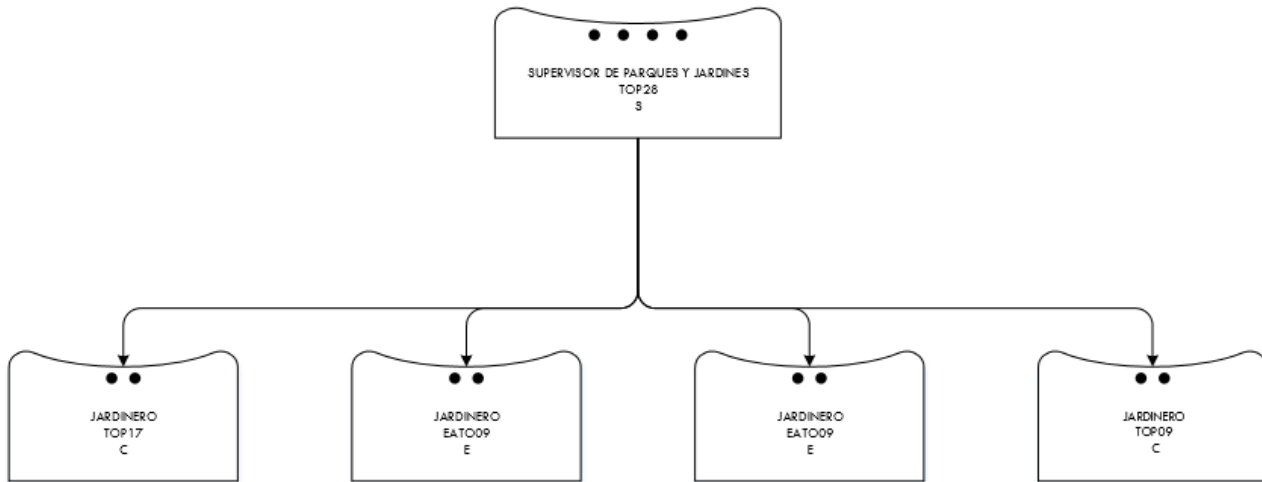 SUPERVISOR DE PARQUES Y JARDINES
TOP28
S
JARDINERO
TOP17
C
JARDINERO
EATO09
E
JARDINERO
EATO09
E
JARDINERO
TOP09
C